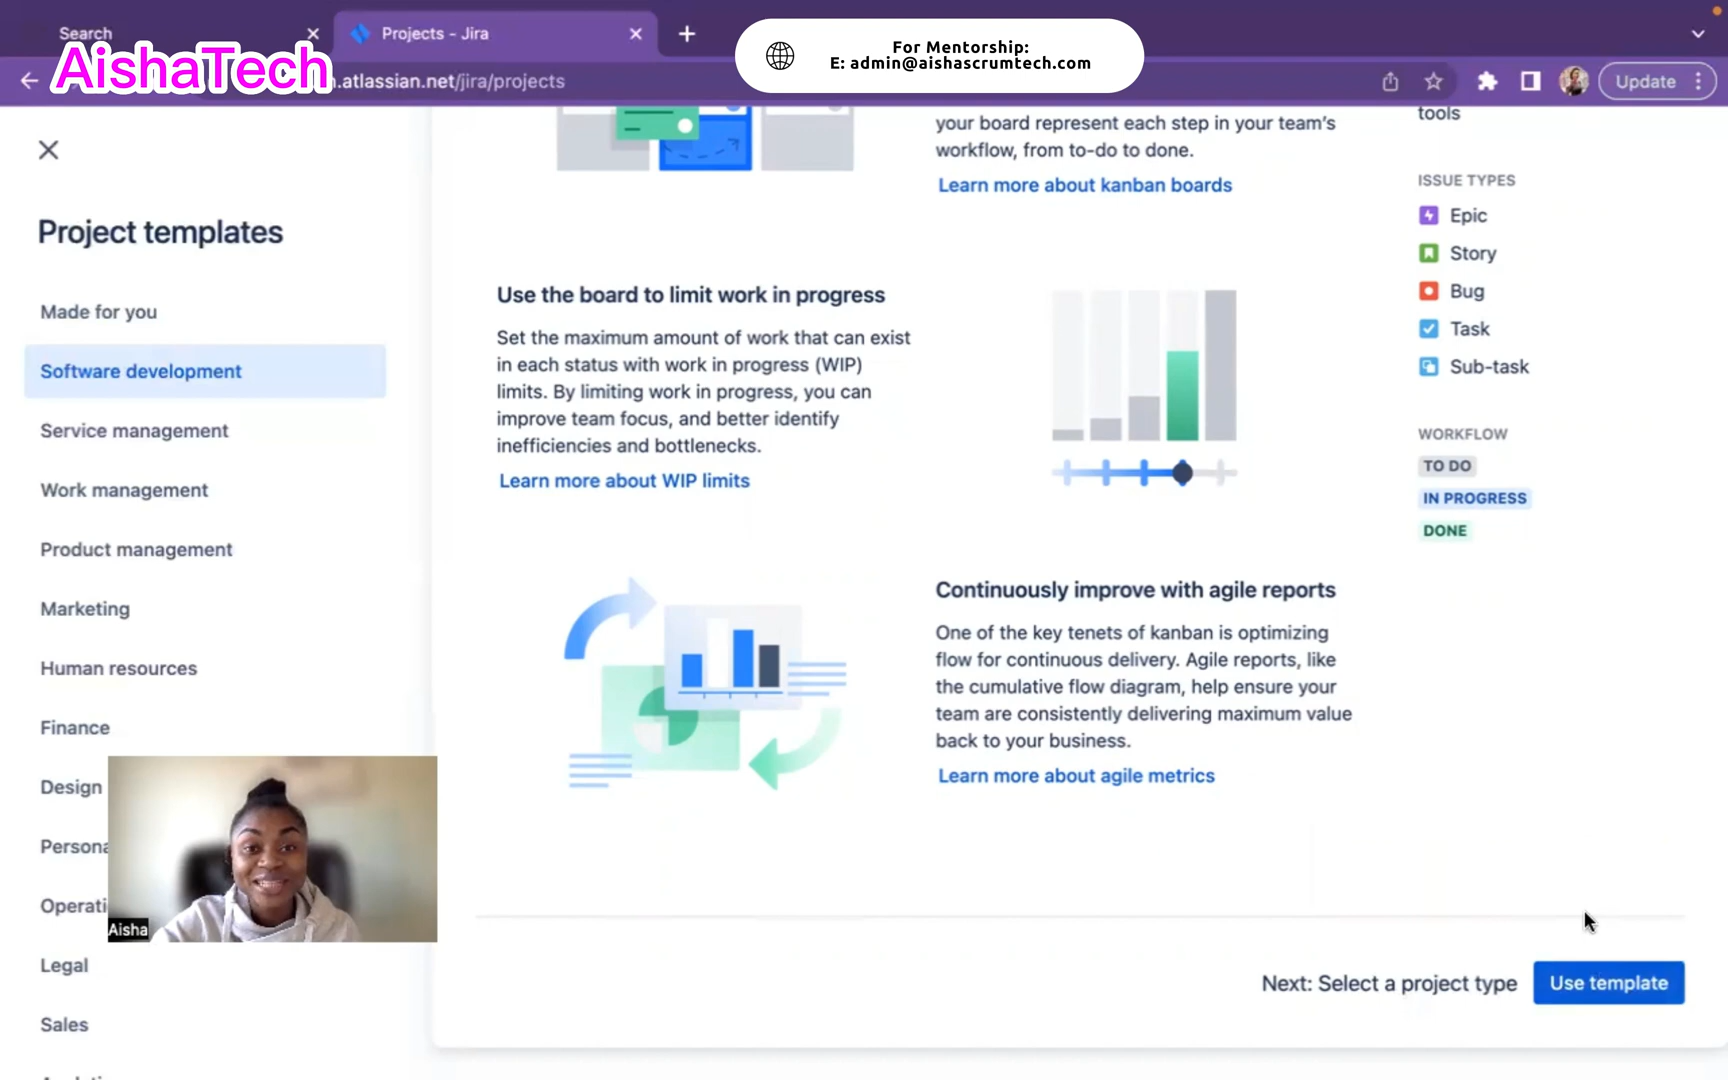 Search
Projects - Jira
AishaTech
.atlassian.net/jira/projects
For Mentorship:
E: admin@aishascrumtech.com
Update
Project templates
Made for you
Software development
Service management
Work management
Product management
Marketing
Human resources
Finance
Design
Persona
Operati
Legal
Sales
Aisha
your board represent each step in your team's
workflow, from to-do to done.
Learn more about kanban boards
Use the board to limit work in progress
Set the maximum amount of work that can exist
in each status with work in progress (WIP)
limits. By limiting work in progress, you can
improve team focus, and better identify
inefficiencies and bottlenecks.
Learn more about WIP limits
Continuously improve with agile reports
One of the key tenets of kanban is optimizing
flow for continuous delivery. Agile reports, like
the cumulative flow diagram, help ensure your
team are consistently delivering maximum value
back to your business.
Learn more about agile metrics
tools
ISSUE TYPES
Epic
Story
Bug
Task
Sub-task
WORKFLOW
TO DO
IN PROGRESS
DONE
Next: Select a project type
Use template